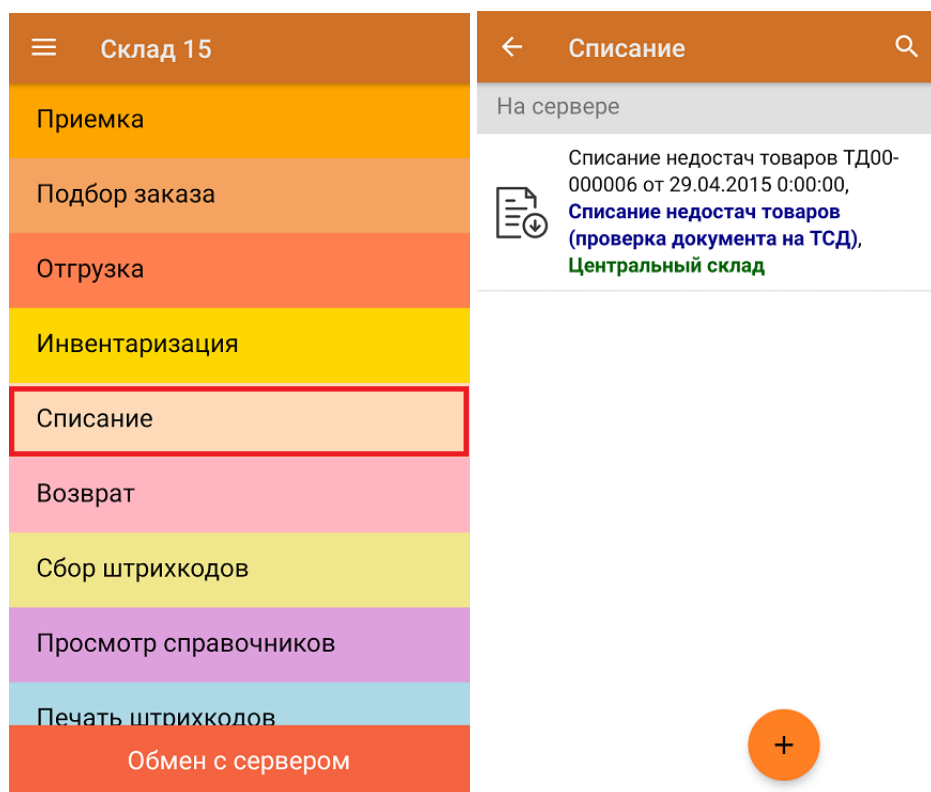 Склад 15
Приемка
Подбор заказа
Отгрузка
Инвентаризация
Списание
Возврат
Сбор штрихкодов
Просмотр справочников
Печать штрихкодов
Обмен с сервером
Списание
На сервере
Списание недостач товаров ТД00-
000006 от 29.04.2015 0:00:00,
Списание недостач товаров
(проверка документа на ТСД),
Центральный склад
+